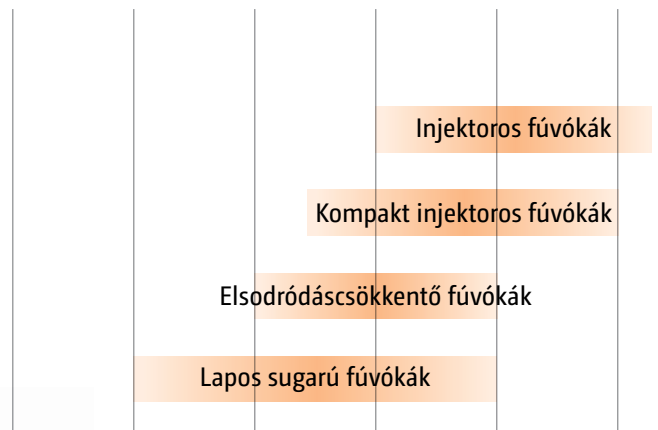 Injektoros fúvókák
Kompakt injektoros fúvókák
Elsodródáscsökkentő fúvókák
Lapos sugarú fúvókák